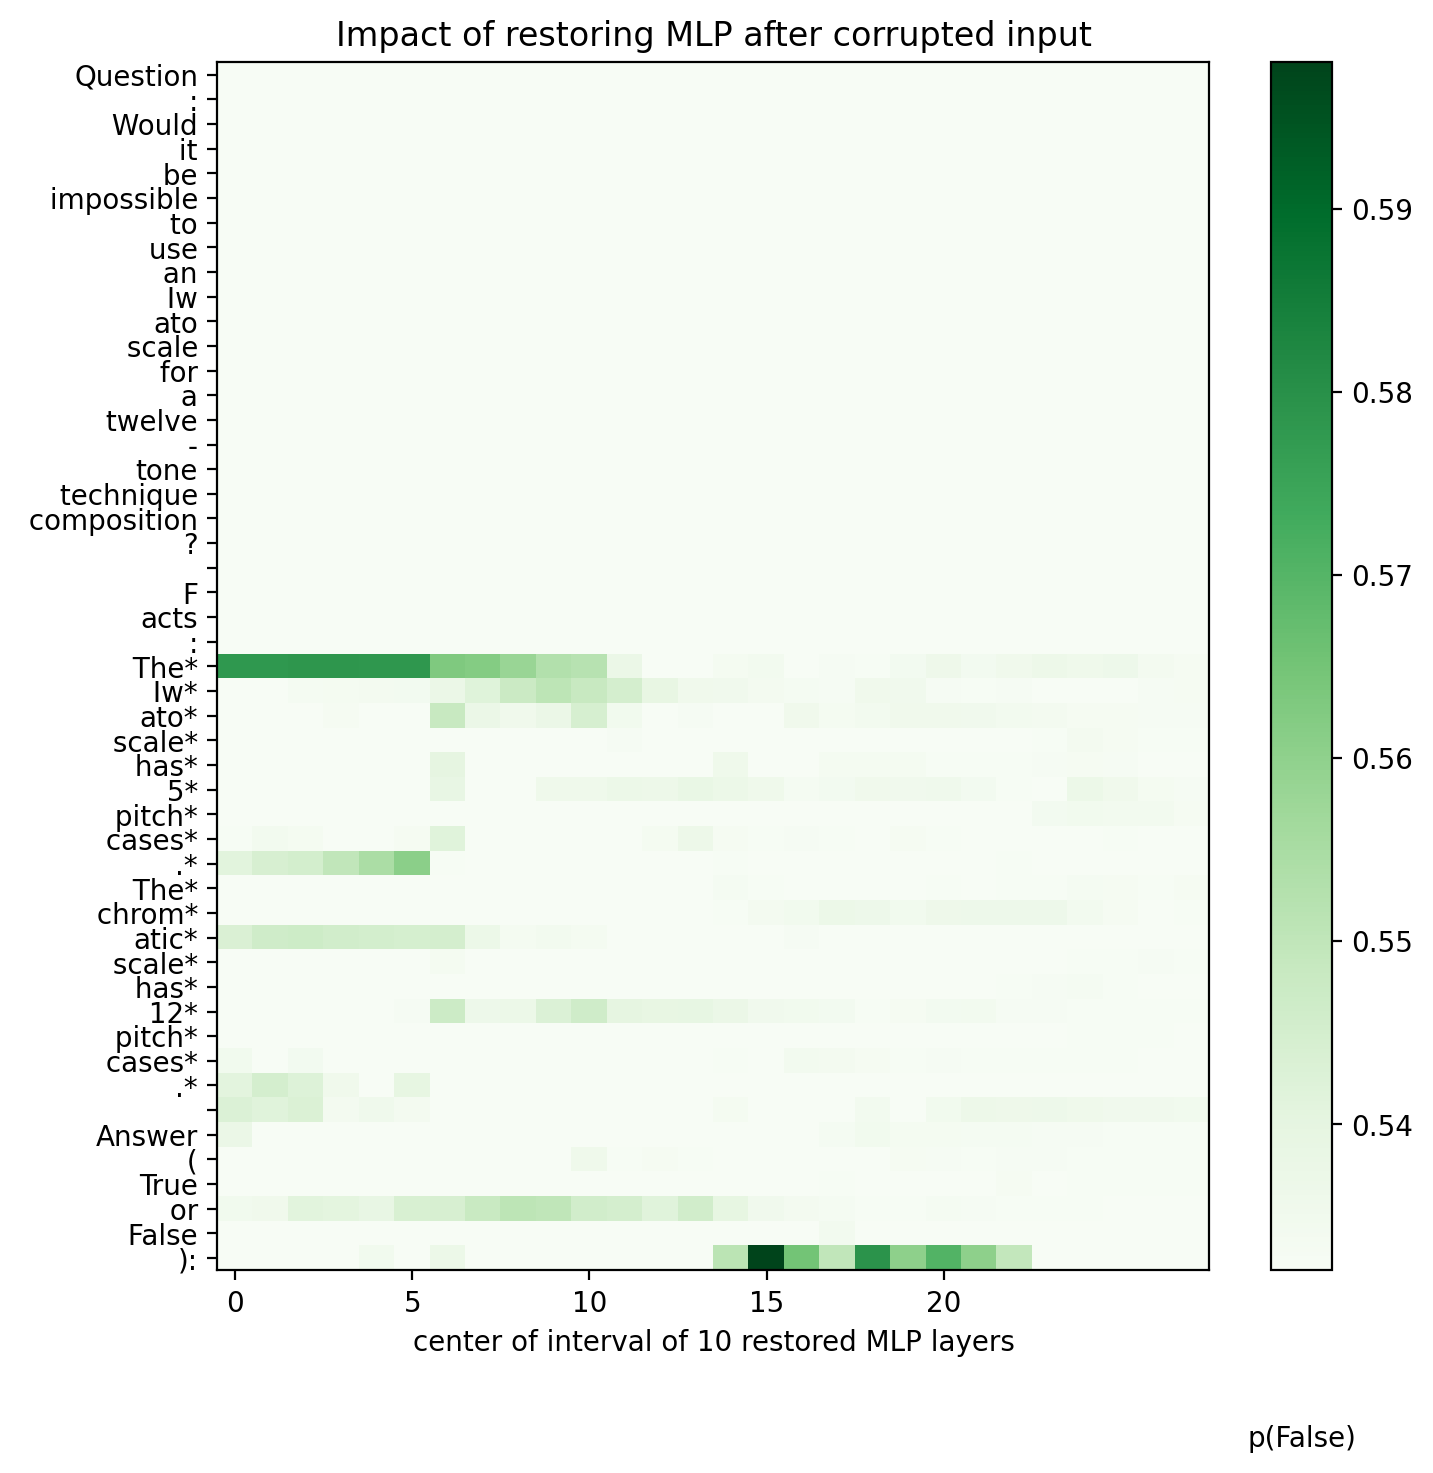 Impact of restoring MLP after corrupted input
Question
:
Would
it
be
impossible
to
use
an
Iw
ato
scale
for
a
twelve
-
tone
technique
composition
?
F
acts
:
The*
Iw*
ato*
scale*
has*
5*
pitch*
cases*
.*
The*
chrom*
atic*
scale*
has*
12*
pitch*
cases*
.*
Answer
(
True
or
False
):
0 5 10 15 20
center of interval of 10 restored MLP layers
0.59
0.58
0.57
0.56
0.55
0.54
p(False)